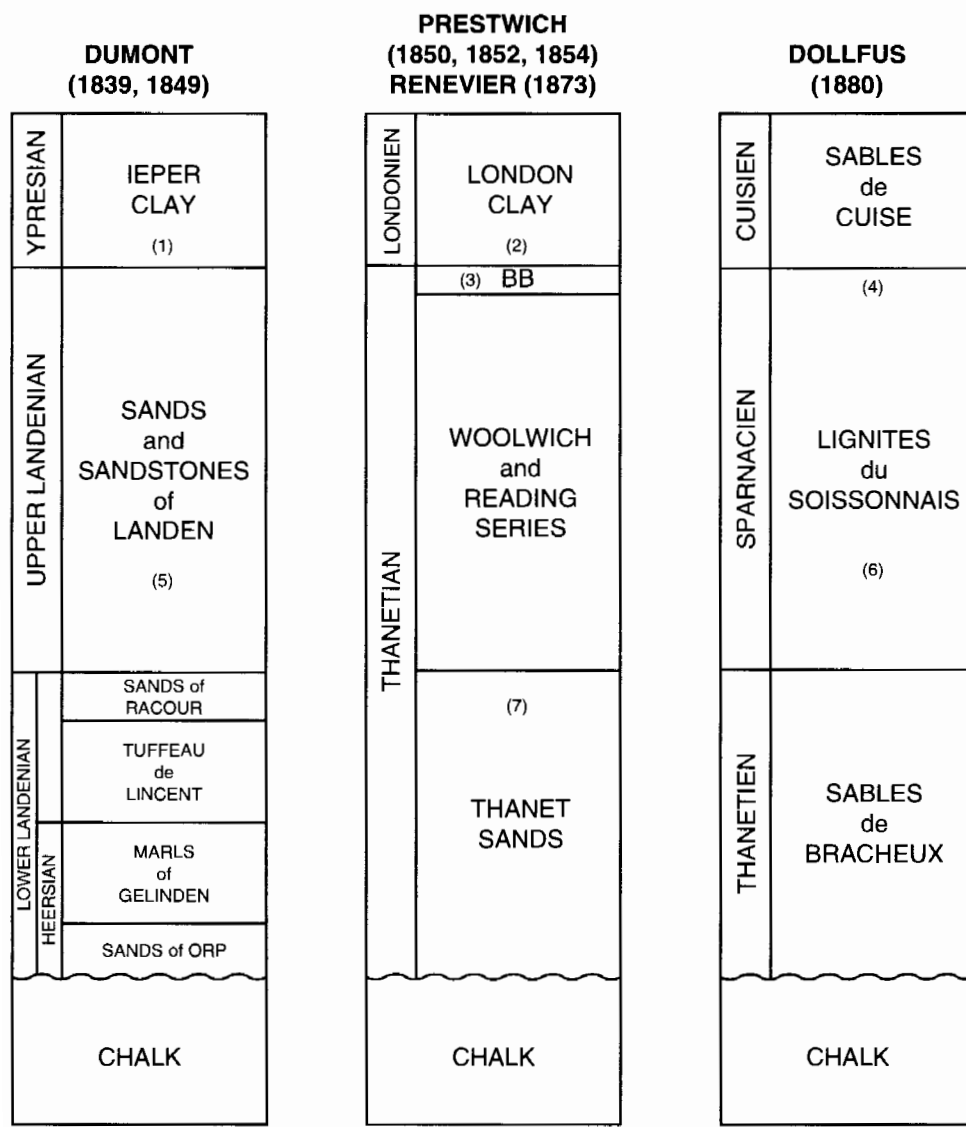 DUMONT
(1839, 1849)
YPRESIAN
IEPER
CLAY
(1)
UPPER LANDENIAN
SANDS
and
SANDSTONES
of
LANDEN
(5)
LOWER LANDENIAN
HEERSIAN
SANDS of
RACOUR
TUFFEAU
de
LINCENT
MARLS
of
GELINDEN
SANDS of ORP
CHALK
PRESTWICH
(1850, 1852, 1854)
RENEVIER (1873)
LONDONIEN
LONDON
CLAY
(2)
THANETIAN
(3) BB
WOOLWICH
and
READING
SERIES
(7)
THANET
SANDS
CHALK
DOLLFUS
(1880)
CUISIEN
SABLES
de
CUISE
SPARNACIEN
(4)
LIGNITES
du
SOISSONNAIS
(6)
THANETIEN
SABLES
de
BRACHEUX
CHALK